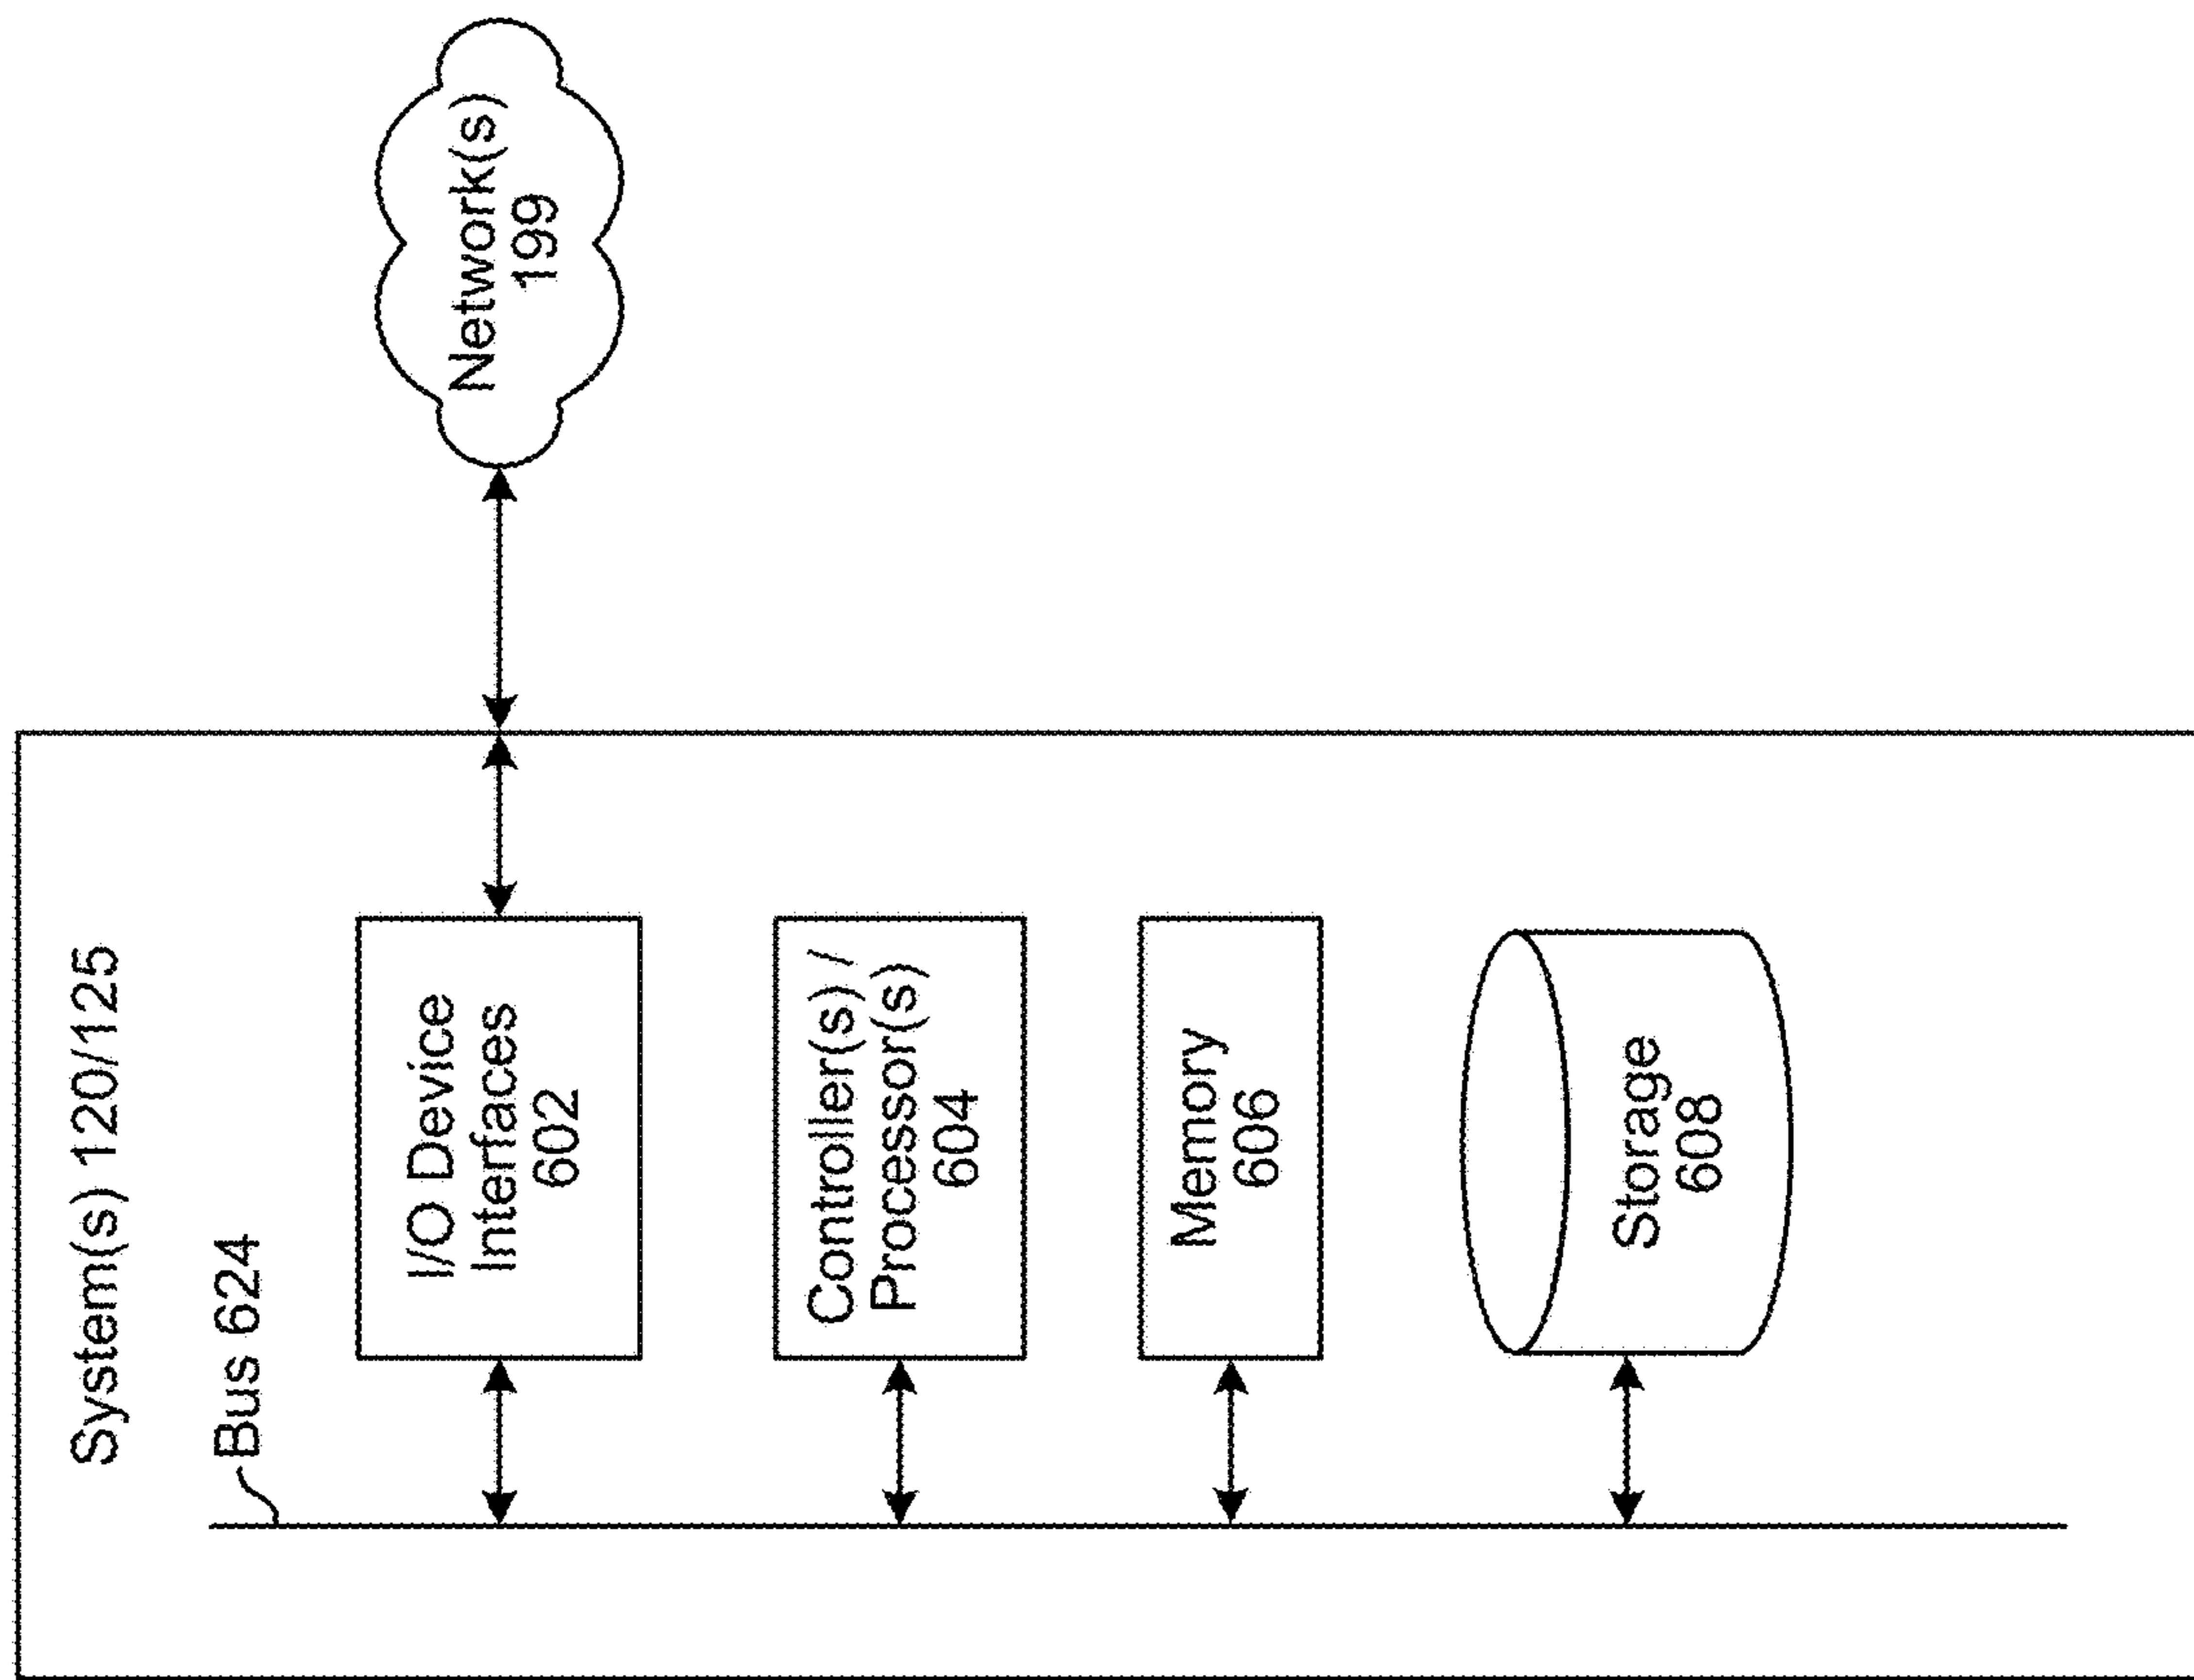 System(s) 120/125
Bus 624
I/O Device
Interfaces
602
Network(s)
199
Controller(s) /
Processor(s)
604
Memory
606
Storage
608